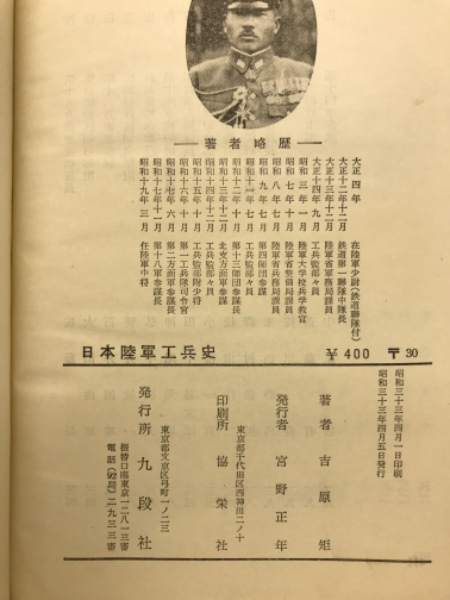 著者略歴
大正四年　任陸軍少尉（鉄道聯隊付）
大正十二年十二月　鉄道第一聯隊中隊長
大正十三年十二月　陸軍省軍務局課員
大正十四年九月　工兵監部々員
昭和三年一月　陸軍大学校兵学教官
昭和七年十月　陸軍省整備局課員
昭和八年七月　陸軍省兵務局課員
昭和九年七月　第四師団参謀
昭和十一年七月　工兵監部々員
昭和十二年十月　第十三師団参謀長
昭和十三年十二月　北支方面軍参謀
昭和十四年十二月　工兵監部々員
昭和十五年十月　工兵監部附少将
昭和十六年十月　第一工兵隊司令官
昭和十七年六月　第二方面軍参謀長
昭和十七年十一月　第十八軍参謀長
昭和十九年三月　任陸軍中将
日本陸軍工兵史　￥400　〒30
昭和三十三年四月一日印刷
昭和三十三年四月五日発行
著者　吉原矩
発行者　宮野正年
東京都千代田区西神田二ノ十
印刷所　協栄社
東京都文京区弓町一ノ二三
発行所　九段社
振替口座東京一二八一三番
電話(92局)二九三三番